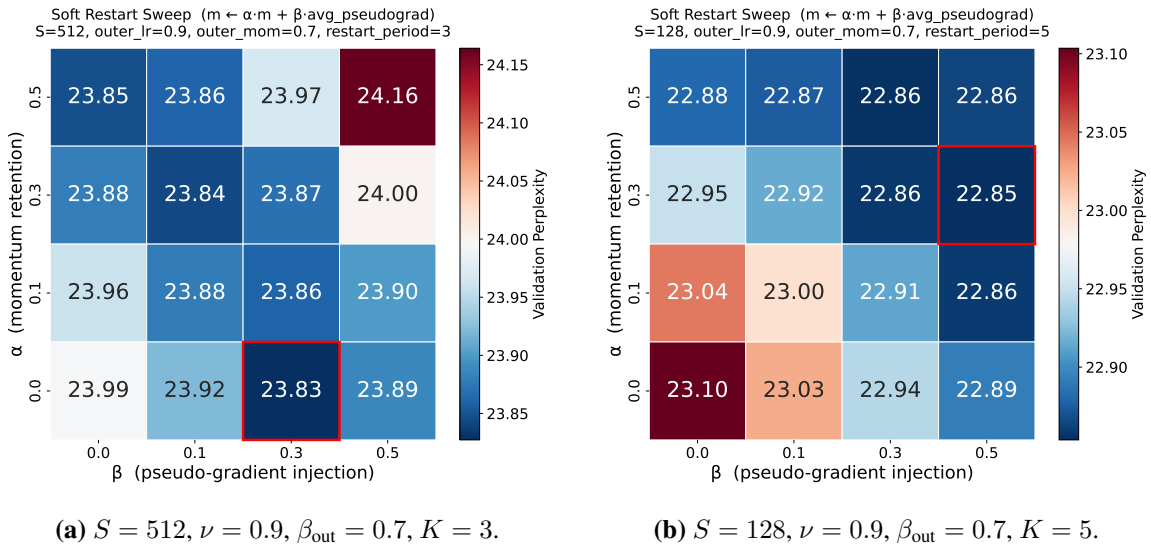 Soft Restart Sweep (m ← α·m + β·avg_pseudograd)
S=512, outer_lr=0.9, outer_mom=0.7, restart_period=3
α (momentum retention)
0.5
23.85 23.86 23.97 24.16
0.3
23.88 23.84 23.87 24.00
0.1
23.96 23.88 23.86 23.90
0.0
23.99 23.92 23.83 23.89
0.0 0.1 0.3 0.5
β (pseudo-gradient injection)
24.15
24.10
24.05
24.00
23.95
23.90
23.85
Validation Perplexity
(a) S = 512, ν = 0.9, β_out = 0.7, K = 3.
Soft Restart Sweep (m ← α·m + β·avg_pseudograd)
S=128, outer_lr=0.9, outer_mom=0.7, restart_period=5
α (momentum retention)
0.5
22.88 22.87 22.86 22.86
0.3
22.95 22.92 22.86 22.85
0.1
23.04 23.00 22.91 22.86
0.0
23.10 23.03 22.94 22.89
0.0 0.1 0.3 0.5
β (pseudo-gradient injection)
23.10
23.05
23.00
22.95
22.90
Validation Perplexity
(b) S = 128, ν = 0.9, β_out = 0.7, K = 5.